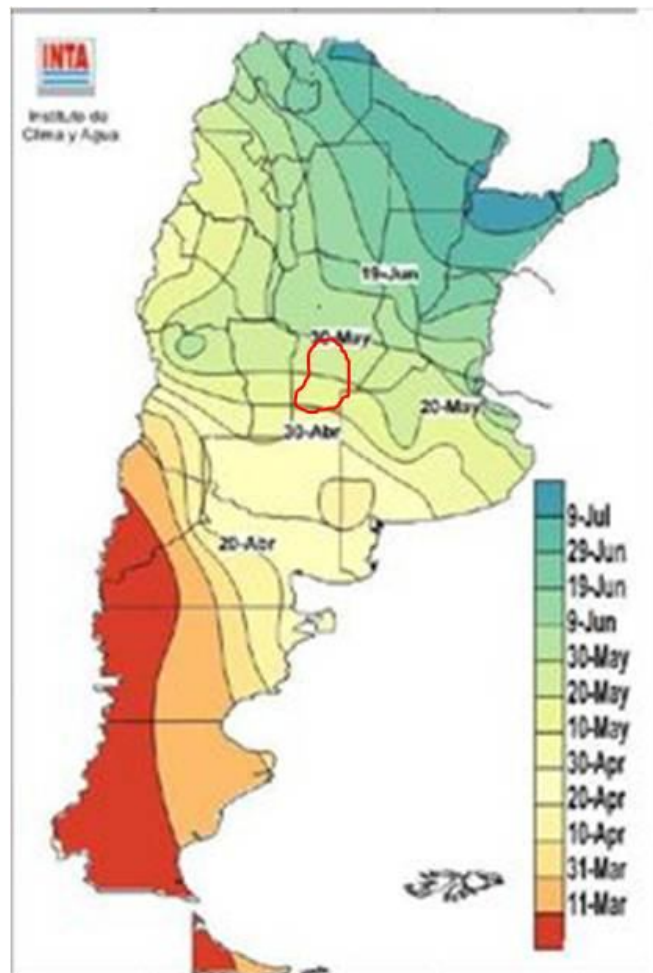 INTA
Instituto de
Clima y Agua
19-Jun
30-May
20-May
30-Abr
20-Abr
9-Jul
29-Jun
19-Jun
9-Jun
30-May
20-May
10-May
30-Apr
20-Apr
10-Apr
31-Mar
11-Mar